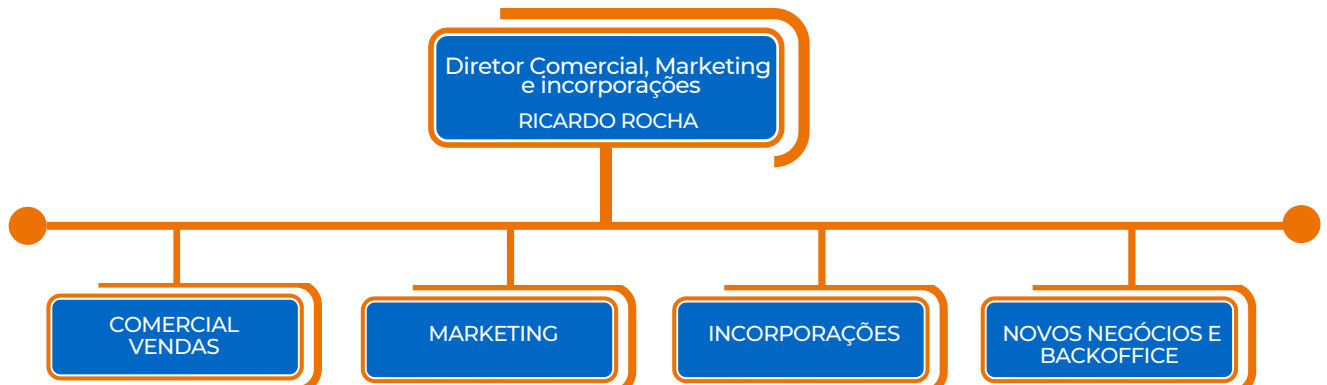 Diretor Comercial, Marketing
e incorporações
RICARDO ROCHA
COMERCIAL
VENDAS
MARKETING
INCORPORAÇÕES
NOVOS NEGÓCIOS E
BACKOFFICE